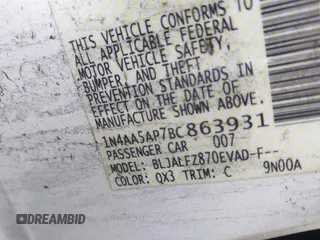 THIS VEHICLE CONFORMS TO
ALL APPLICABLE FEDERAL
MOTOR VEHICLE SAFETY,
BUMPER, AND THEFT
PREVENTION STANDARDS IN
EFFECT ON THE DATE OF
MANUFACTURE SHOWN ABOVE.
1N4AA5AP7BC863931
PASSENGER CAR 007
MODEL: BLJALFZ870EVAD-F---
COLOR: QX3 TRIM: C 9N00A
DREAMBID